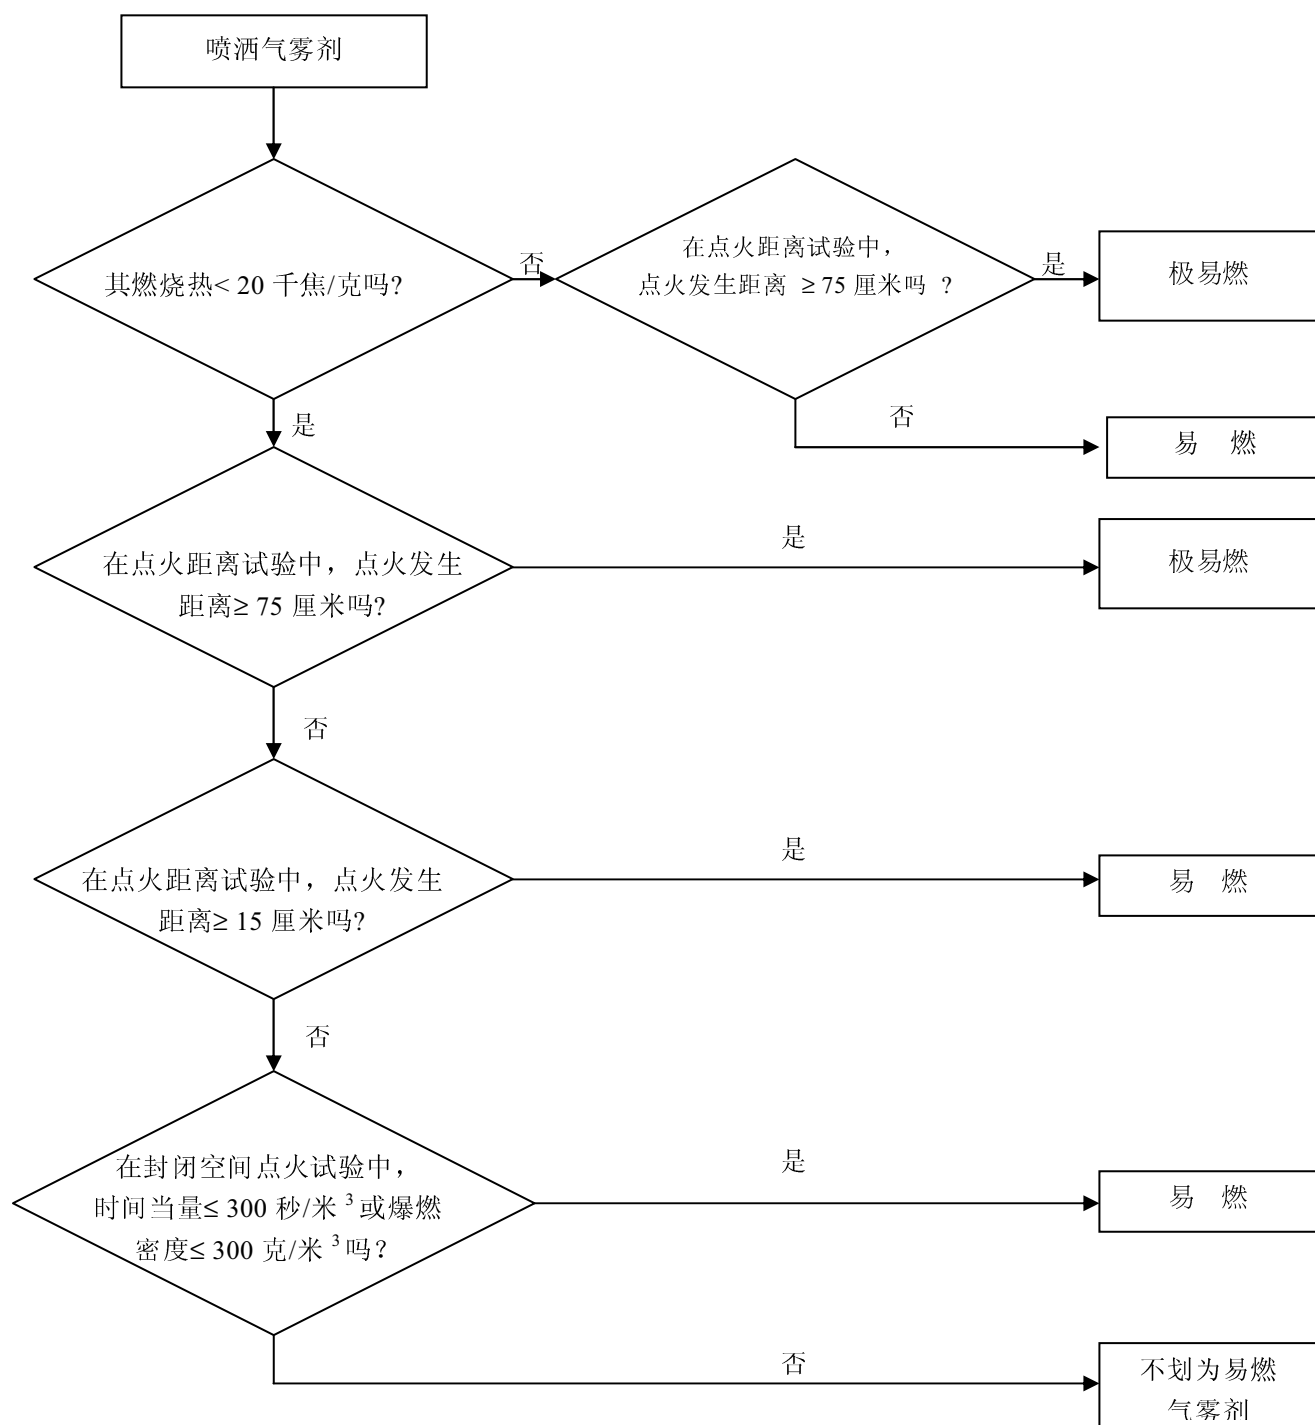 喷洒气雾剂
其燃烧热< 20 千焦/克吗?
否
在点火距离试验中，
点火发生距离 ≥ 75 厘米吗 ?
是
极易燃
否
易 燃
是
在点火距离试验中，点火发生
距离≥ 75 厘米吗?
是
极易燃
否
在点火距离试验中，点火发生
距离≥ 15 厘米吗?
是
易 燃
否
在封闭空间点火试验中，
时间当量≤ 300 秒/米 ³ 或爆燃
密度≤ 300 克/米 ³ 吗?
是
易 燃
否
不划为易燃
气雾剂